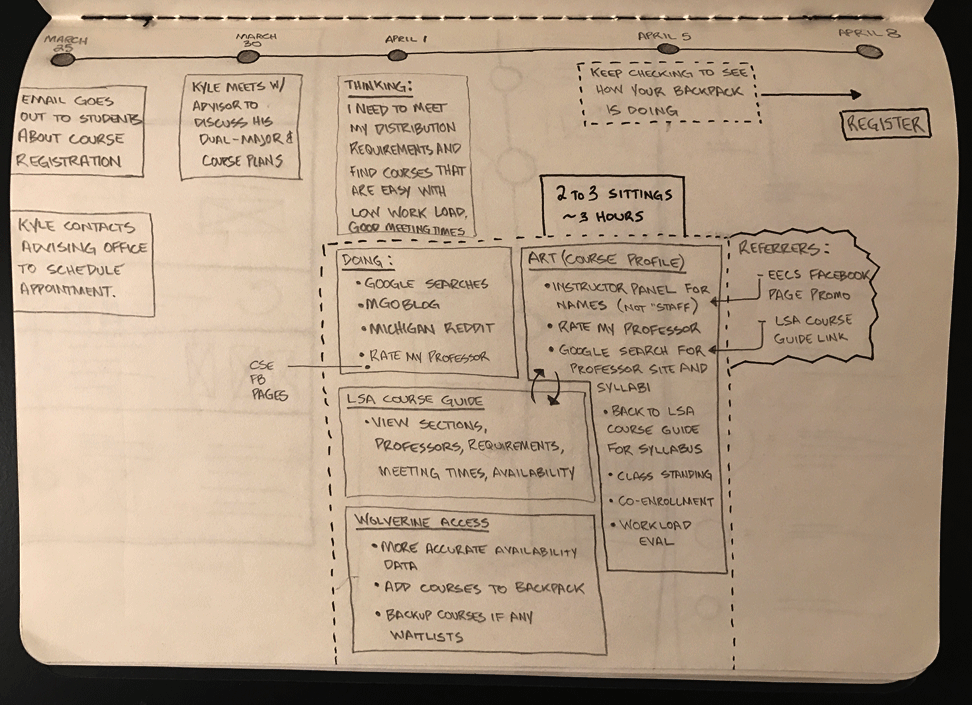 MARCH
25
MARCH
30
APRIL 1
APRIL 5
APRIL 8
EMAIL GOES
OUT TO STUDENTS
ABOUT COURSE
REGISTRATION
KYLE CONTACTS
ADVISING OFFICE
TO SCHEDULE
APPOINTMENT.
KYLE MEETS W/
ADVISOR TO
DISCUSS HIS
DUAL-MAJOR &
COURSE PLANS
THINKING:
I NEED TO MEET
MY DISTRIBUTION
REQUIREMENTS AND
FIND COURSES THAT
ARE EASY WITH
LOW WORK LOAD,
GOOD MEETING TIMES
KEEP CHECKING TO SEE
HOW YOUR BACKPACK
IS DOING
REGISTER
2 TO 3 SITTINGS
~3 HOURS
DOING:
• GOOGLE SEARCHES
• MGOBLOG
• MICHIGAN REDDIT
• RATE MY PROFESSOR
•
CSE
FB
PAGES
LSA COURSE GUIDE
• VIEW SECTIONS,
PROFESSORS, REQUIREMENTS,
MEETING TIMES, AVAILABILITY
WOLVERINE ACCESS
• MORE ACCURATE AVAILABILITY
DATA
• ADD COURSES TO BACKPACK
• BACKUP COURSES IF ANY
WAITLISTS
ART (COURSE PROFILE)
• INSTRUCTOR PANEL FOR
NAMES (NOT "STAFF")
• RATE MY PROFESSOR
• GOOGLE SEARCH FOR
PROFESSOR SITE AND
SYLLABI
• BACK TO LSA
COURSE GUIDE
FOR SYLLABUS
• CLASS STANDING
• CO-ENROLLMENT
• WORKLOAD
EVAL
REFERRERS:
EECS FACEBOOK
PAGE PROMO
LSA COURSE
GUIDE LINK